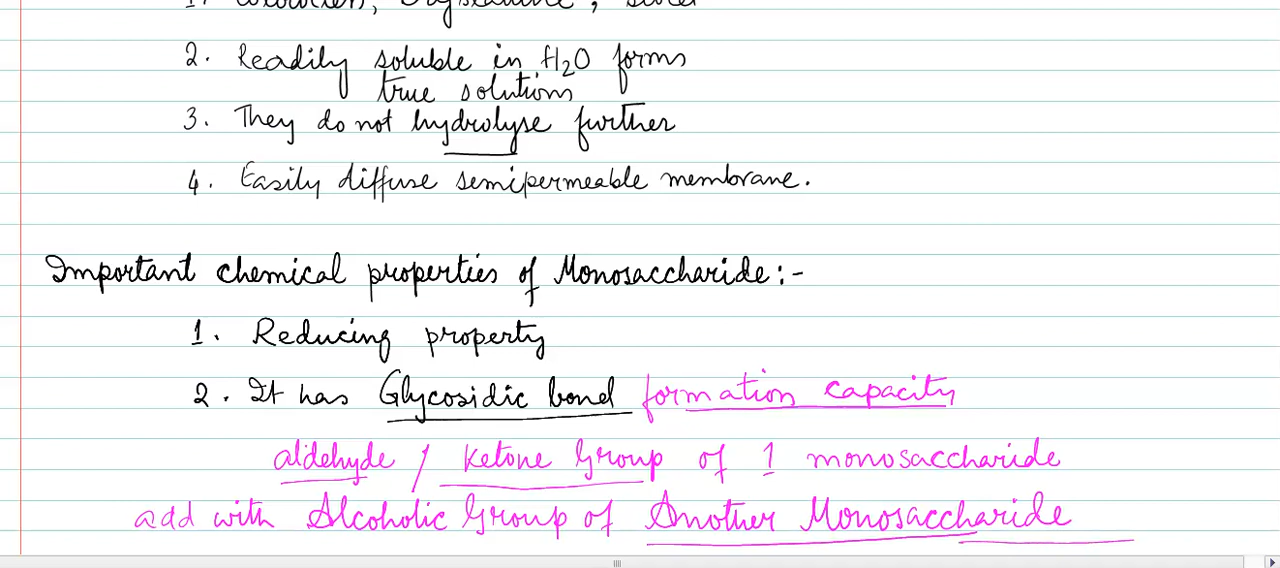 2. Readily soluble in H2O forms
true solutions
3. They do not hydrolyse further
4. Easily diffuse semipermeable membrane.
Important chemical properties of Monosaccharide:-
1. Reducing property
2. It has Glycosidic bond formation capacity
aldehyde / ketone Group of 1 monosaccharide
add with Alcoholic Group of Another Monosaccharide